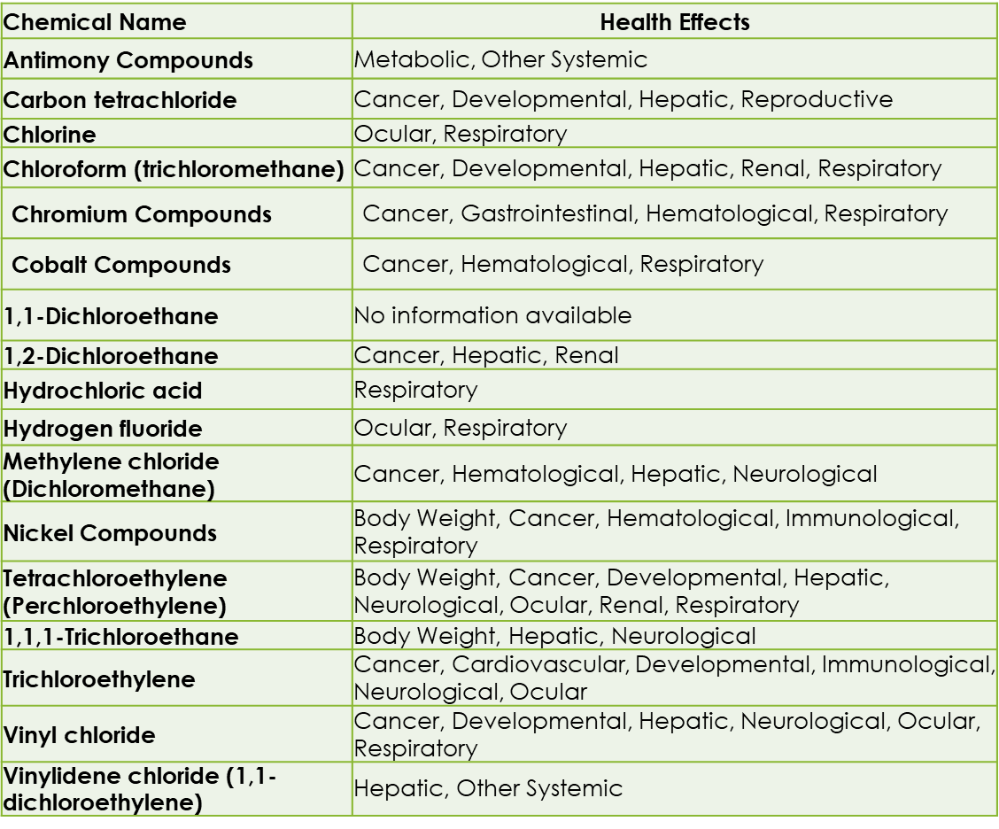 Chemical Name Health Effects
Antimony Compounds Metabolic, Other Systemic
Carbon tetrachloride Cancer, Developmental, Hepatic, Reproductive
Chlorine Ocular, Respiratory
Chloroform (trichloromethane) Cancer, Developmental, Hepatic, Renal, Respiratory
Chromium Compounds Cancer, Gastrointestinal, Hematological, Respiratory
Cobalt Compounds Cancer, Hematological, Respiratory
1,1-Dichloroethane No information available
1,2-Dichloroethane Cancer, Hepatic, Renal
Hydrochloric acid Respiratory
Hydrogen fluoride Ocular, Respiratory
Methylene chloride
(Dichloromethane)
Cancer, Hematological, Hepatic, Neurological
Nickel Compounds
Body Weight, Cancer, Hematological, Immunological,
Respiratory
Tetrachloroethylene
(Perchloroethylene)
Body Weight, Cancer, Developmental, Hepatic,
Neurological, Ocular, Renal, Respiratory
1,1,1-Trichloroethane Body Weight, Hepatic, Neurological
Trichloroethylene
Cancer, Cardiovascular, Developmental, Immunological,
Neurological, Ocular
Vinyl chloride
Cancer, Developmental, Hepatic, Neurological, Ocular,
Respiratory
Vinylidene chloride (1,1-
dichloroethylene)
Hepatic, Other Systemic